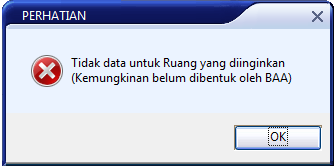 PERHATIAN
Tidak data untuk Ruang yang diinginkan
(Kemungkinan belum dibentuk oleh BAA)
OK